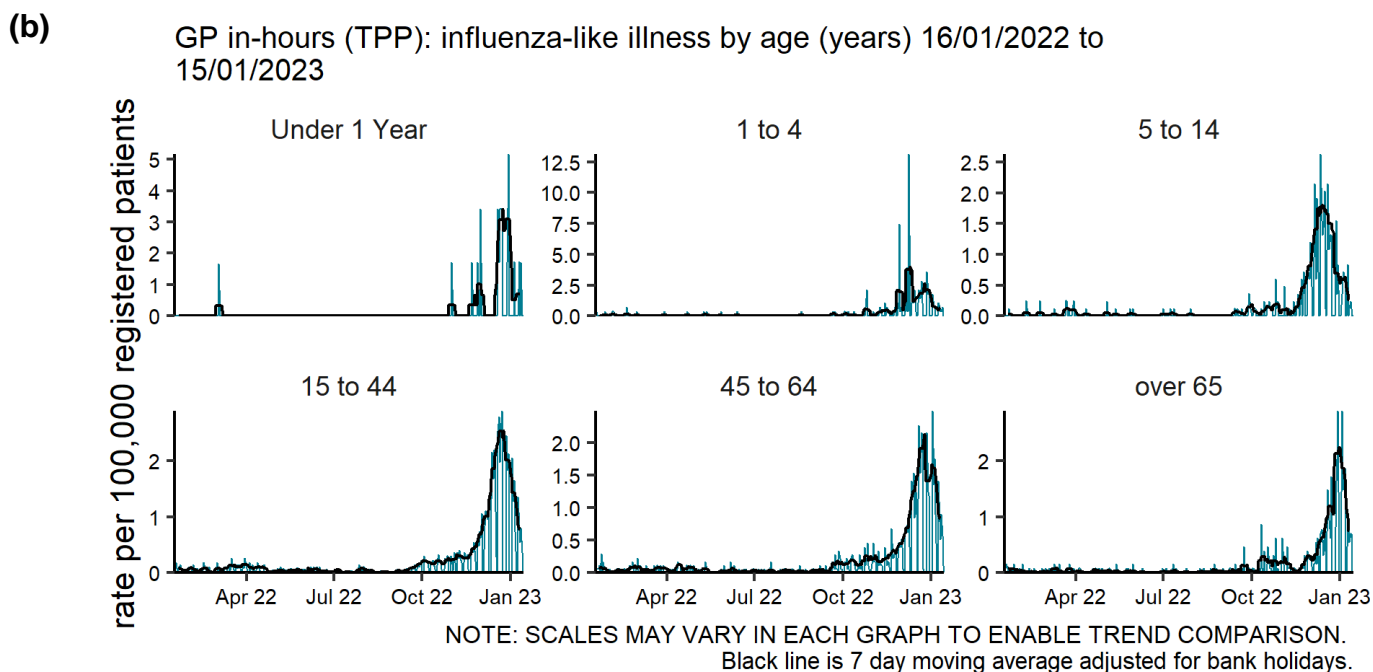 (b)
GP in-hours (TPP): influenza-like illness by age (years) 16/01/2022 to
15/01/2023
rate per 100,000 registered patients
Under 1 Year
5
4
3
2
1
0
1 to 4
12.5
10.0
7.5
5.0
2.5
0.0
5 to 14
2.5
2.0
1.5
1.0
0.5
0.0
15 to 44
2
1
0
Apr 22 Jul 22 Oct 22 Jan 23
45 to 64
2.0
1.5
1.0
0.5
0.0
Apr 22 Jul 22 Oct 22 Jan 23
over 65
2
1
0
Apr 22 Jul 22 Oct 22 Jan 23
NOTE: SCALES MAY VARY IN EACH GRAPH TO ENABLE TREND COMPARISON.
Black line is 7 day moving average adjusted for bank holidays.